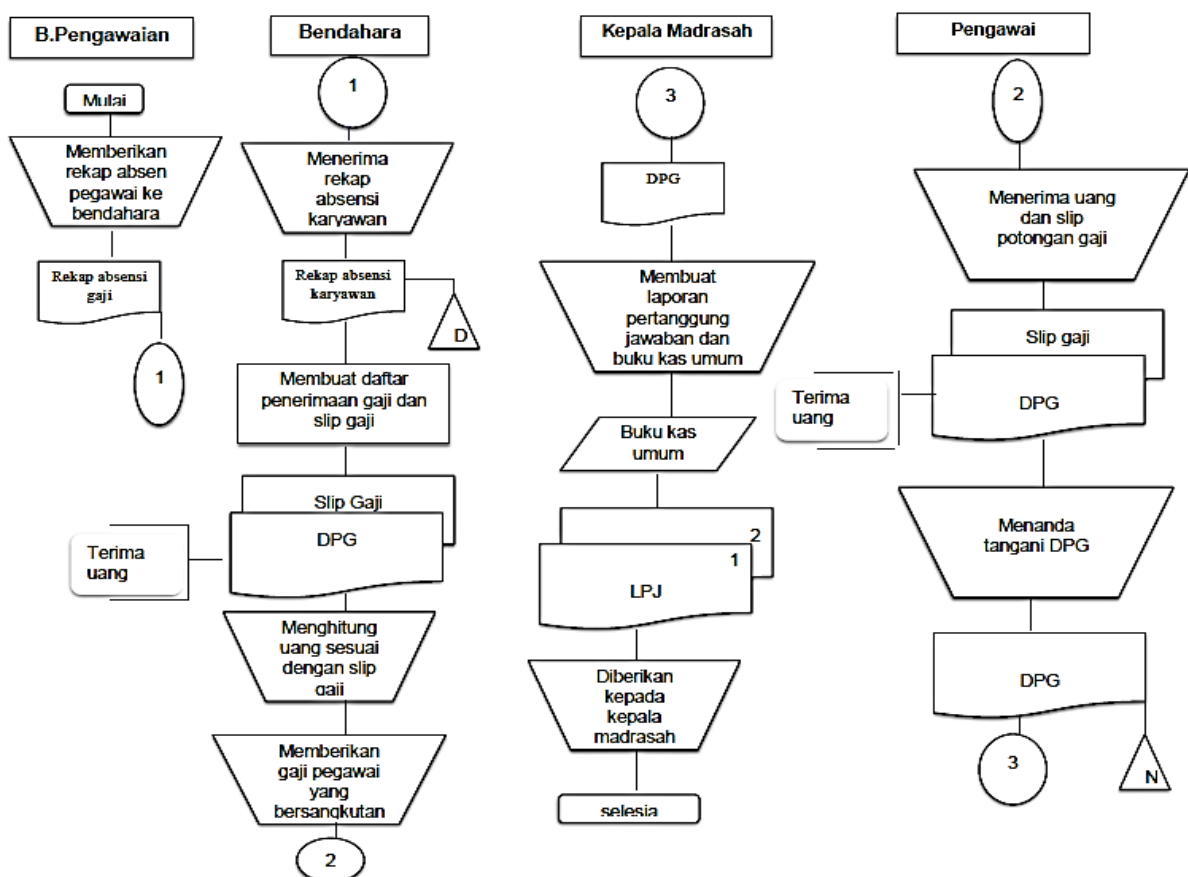 B.Pengawaian
Mulai
Memberikan
rekap absen
pegawai ke
bendahara
Rekap absensi
gaji
1
Bendahara
1
Menerima
rekap
absensi
karyawan
Rekap absensi
karyawan
D
Membuat daftar
penerimaan gaji dan
slip gaji
Slip Gaji
DPG
Terima
uang
Menghitung
uang sesuai
dengan slip
gaji
Memberikan
gaji pegawai
yang
bersangkutan
2
Kepala Madrasah
3
DPG
Membuat
laporan
pertanggung
jawaban dan
buku kas umum
Buku kas
umum
2
1
LPJ
Diberikan
kepada
kepala
madrasah
selesia
Pengawai
2
Menerima uang
dan slip
potongan gaji
Slip gaji
DPG
Terima
uang
Menanda
tangani DPG
DPG
3
N